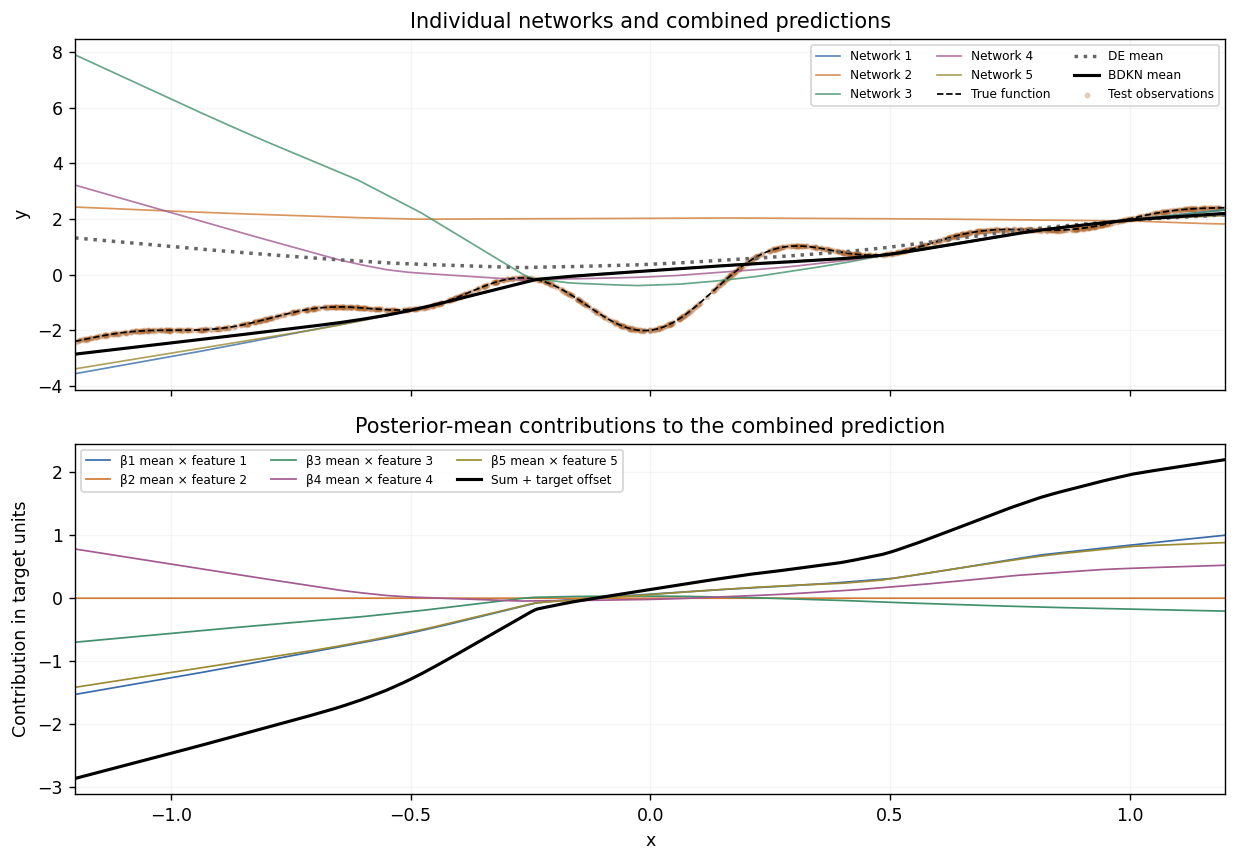 Individual networks and combined predictions
y
8
6
4
2
0
−2
−4
Network 1
Network 2
Network 3
Network 4
Network 5
True function
DE mean
BDKN mean
Test observations
Posterior-mean contributions to the combined prediction
Contribution in target units
2
1
0
−1
−2
−3
β1 mean × feature 1
β2 mean × feature 2
β3 mean × feature 3
β4 mean × feature 4
β5 mean × feature 5
Sum + target offset
−1.0
−0.5
0.0
0.5
1.0
x